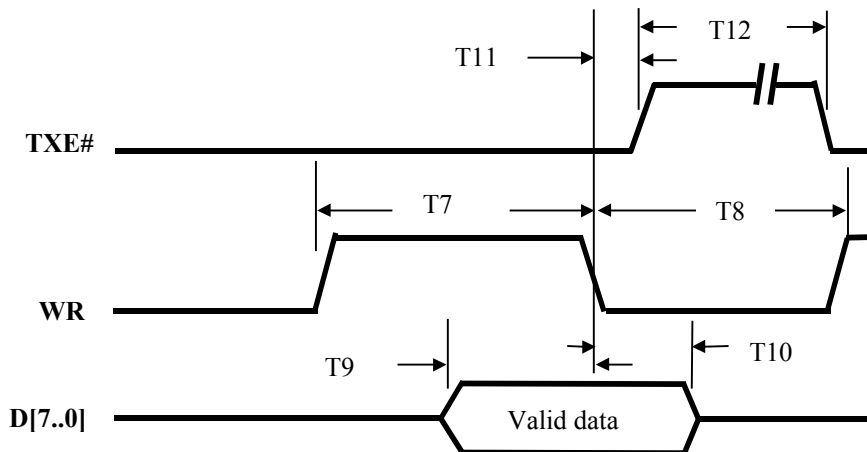 T12
T11
TXE#
T7
T8
WR
T9
T10
D[7..0]
Valid data